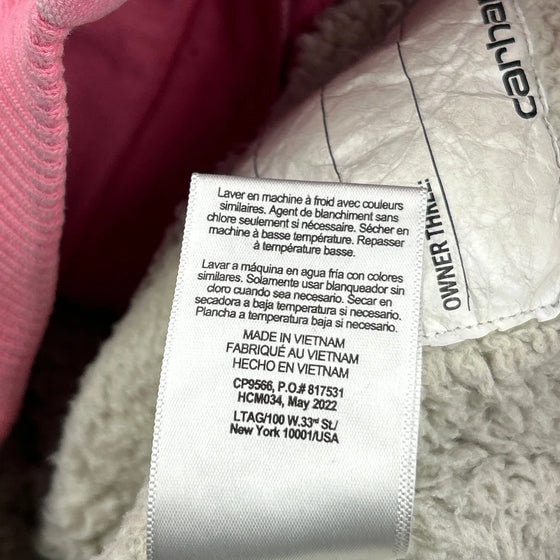 Laver en machine à froid avec couleurs
similaires. Agent de blanchiment sans
chlore seulement si nécessaire. Sécher en
machine à basse température. Repasser
à température basse.
Lavar a máquina en agua fría con colores
similares. Solamente usar blanqueador sin
cloro cuando sea necesario. Secar en
secadora a baja temperatura si necesario.
Plancha a temperatura baja si necesario.
MADE IN VIETNAM
FABRIQUÉ AU VIETNAM
HECHO EN VIETNAM
CP9566, P.O.# 817531
HCM034, May 2022
LTAG/100 W.33rd St./
New York 10001/USA
OWNER THREE:
carhar